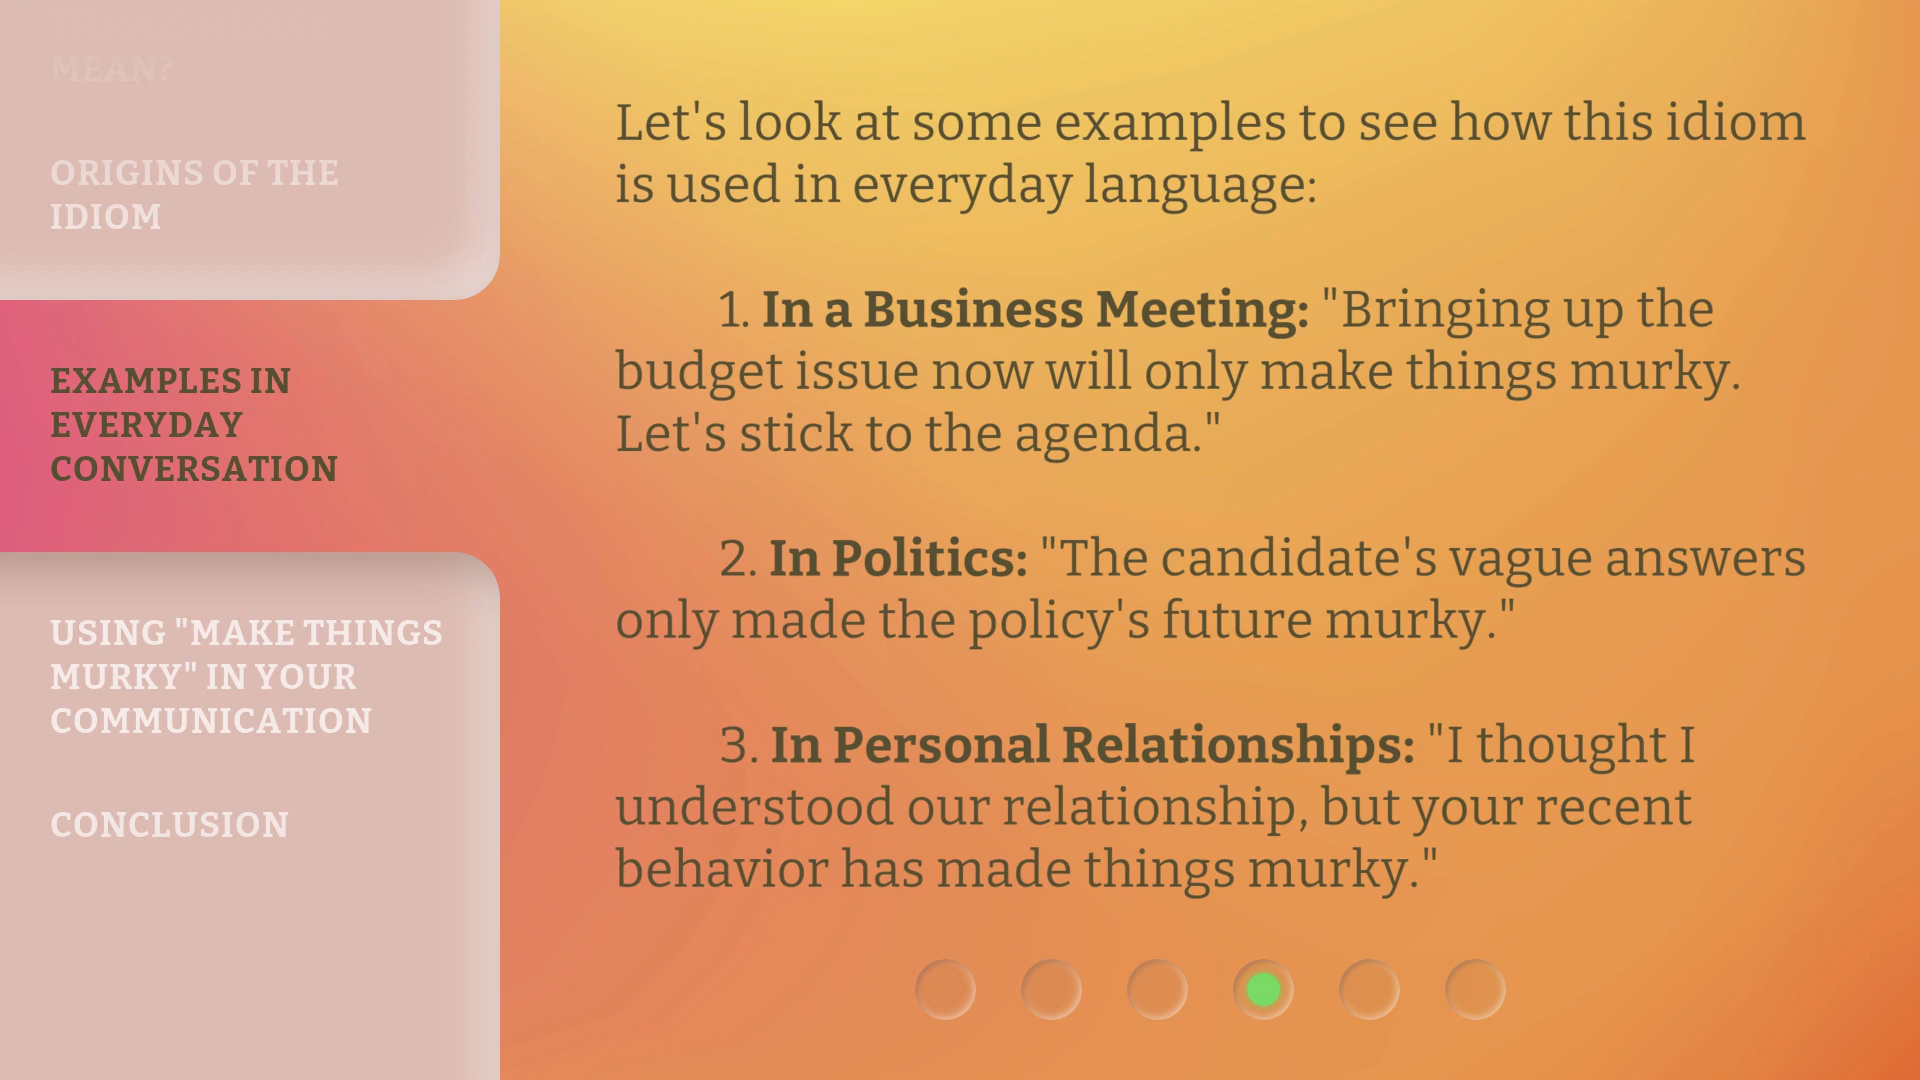 THINGS MURKY
MEAN?
ORIGINS OF THE
IDIOM
EXAMPLES IN
EVERYDAY
CONVERSATION
USING "MAKE THINGS
MURKY" IN YOUR
COMMUNICATION
CONCLUSION
Let's look at some examples to see how this idiom
is used in everyday language:
1. In a Business Meeting: "Bringing up the
budget issue now will only make things murky.
Let's stick to the agenda."
2. In Politics: "The candidate's vague answers
only made the policy's future murky."
3. In Personal Relationships: "I thought I
understood our relationship, but your recent
behavior has made things murky."